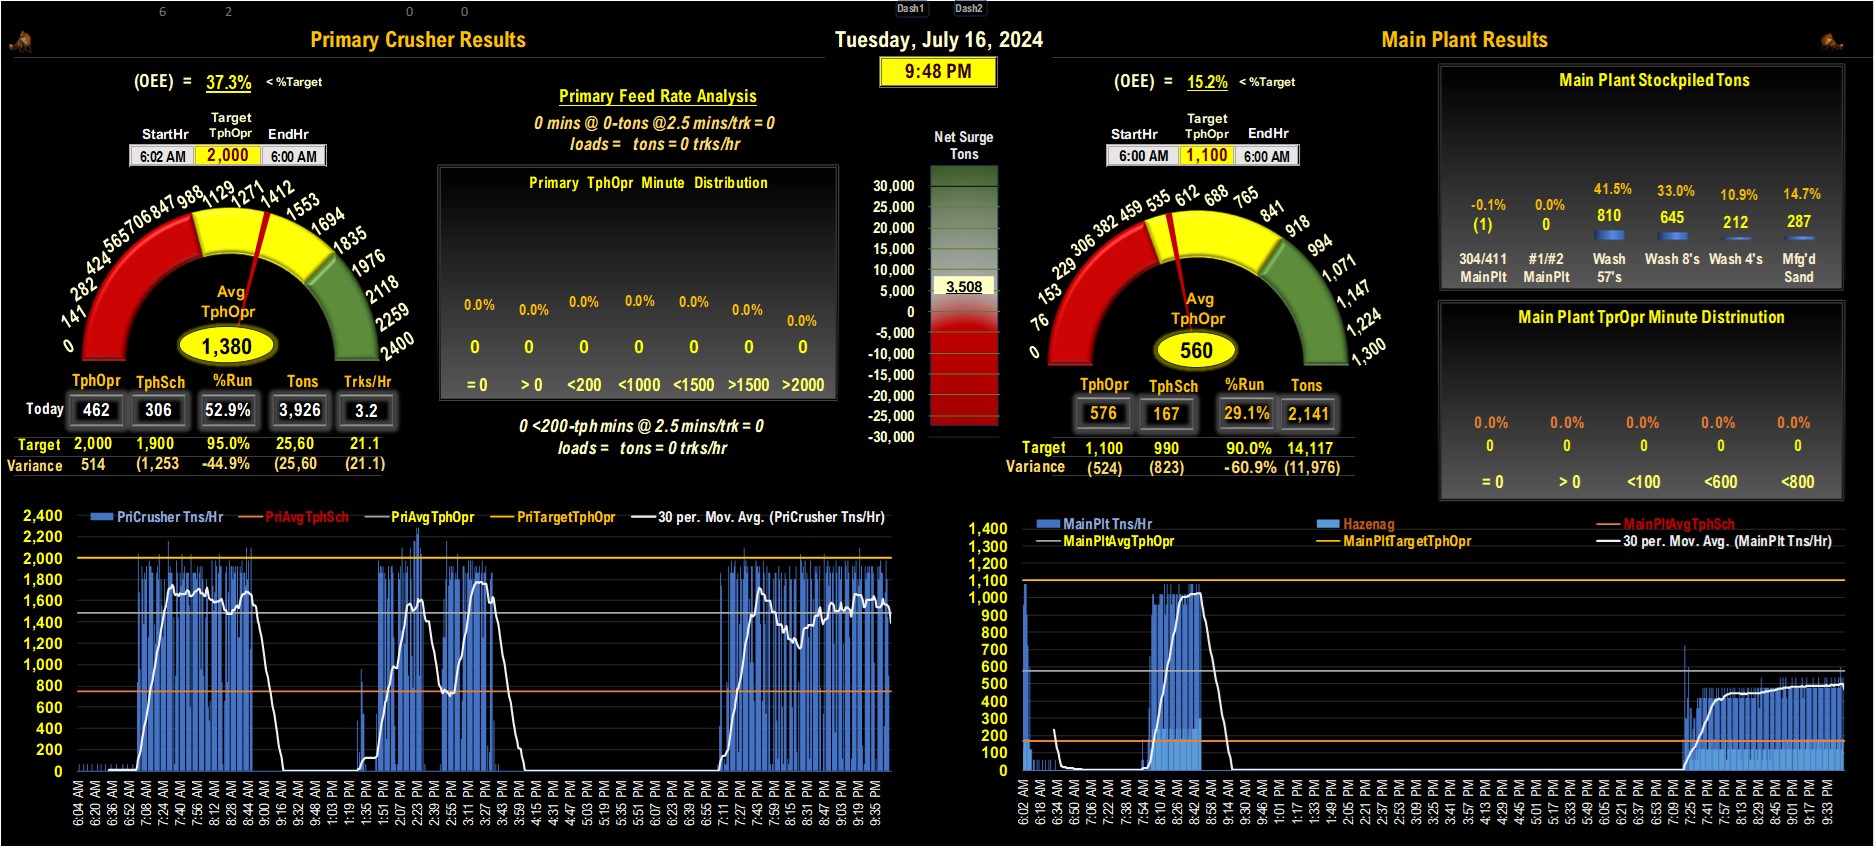 6 2 0 0 Dash1 Dash2
Primary Crusher Results
Tuesday, July 16, 2024
Main Plant Results
9:48 PM
(OEE) = 37.3% < %Target
Target
StartHr TphOpr EndHr
6:02 AM 2,000 6:00 AM
0 141 282 424 565 706 847 988 1129 1271 1412 1553 1694 1835 1976 2118 2259 2400
Avg
TphOpr
1,380
TphOpr TphSch %Run Tons Trks/Hr
Today 462 306 52.9% 3,926 3.2
Target 2,000 1,900 95.0% 25,60 21.1
Variance 514 (1,253 -44.9% (25,60 (21.1)
Primary Feed Rate Analysis
0 mins @ 0-tons @2.5 mins/trk = 0
loads = tons = 0 trks/hr
Primary TphOpr Minute Distribution
0.0% 0.0% 0.0% 0.0% 0.0% 0.0% 0.0%
0 0 0 0 0 0 0
= 0 > 0 <200 <1000 <1500 >1500 >2000
0 <200-tph mins @ 2.5 mins/trk = 0
loads = tons = 0 trks/hr
Net Surge
Tons
30,000
25,000
20,000
15,000
10,000
3,508
5,000
0
-5,000
-10,000
-15,000
-20,000
-25,000
-30,000
(OEE) = 15.2% < %Target
Target
StartHr TphOpr EndHr
6:00 AM 1,100 6:00 AM
0 76 153 229 306 382 459 535 612 688 765 841 918 994 1,071 1,147 1,224 1,300
Avg
TphOpr
560
TphOpr TphSch %Run Tons
576 167 29.1% 2,141
Target 1,100 990 90.0% 14,117
Variance (524) (823) -60.9% (11,976)
Main Plant Stockpiled Tons
-0.1% 0.0% 41.5% 33.0% 10.9% 14.7%
(1) 0 810 645 212 287
304/411 #1/#2 Wash Wash 8's Wash 4's Mfg'd
MainPlt MainPlt 57's Sand
Main Plant TprOpr Minute Distrinution
0.0% 0.0% 0.0% 0.0% 0.0%
0 0 0 0 0
= 0 > 0 <100 <600 <800
PriCrusher Tns/Hr PriAvgTphSch PriAvgTphOpr PriTargetTphOpr 30 per. Mov. Avg. (PriCrusher Tns/Hr)
2,400
2,200
2,000
1,800
1,600
1,400
1,200
1,000
800
600
400
200
0
6:04 AM 6:20 AM 6:36 AM 6:52 AM 7:08 AM 7:24 AM 7:40 AM 7:56 AM 8:12 AM 8:28 AM 8:44 AM 9:00 AM 9:16 AM 9:32 AM 9:48 AM 1:03 PM 1:19 PM 1:35 PM 1:51 PM 2:07 PM 2:23 PM 2:39 PM 2:55 PM 3:11 PM 3:27 PM 3:43 PM 3:59 PM 4:15 PM 4:31 PM 4:47 PM 5:03 PM 5:19 PM 5:35 PM 5:51 PM 6:07 PM 6:23 PM 6:39 PM 6:55 PM 7:11 PM 7:27 PM 7:43 PM 7:59 PM 8:15 PM 8:31 PM 8:47 PM 9:03 PM 9:19 PM 9:35 PM
MainPlt Tns/Hr Hazenag MainPltAvgTphSch
MainPltAvgTphOpr MainPltTargetTphOpr 30 per. Mov. Avg. (MainPlt Tns/Hr)
1,400
1,300
1,200
1,100
1,000
900
800
700
600
500
400
300
200
100
0
6:02 AM 6:18 AM 6:34 AM 6:50 AM 7:06 AM 7:22 AM 7:38 AM 7:54 AM 8:10 AM 8:26 AM 8:42 AM 8:58 AM 9:14 AM 9:30 AM 9:46 AM 1:01 PM 1:17 PM 1:33 PM 1:49 PM 2:05 PM 2:21 PM 2:37 PM 2:53 PM 3:09 PM 3:25 PM 3:41 PM 3:57 PM 4:13 PM 4:29 PM 4:45 PM 5:01 PM 5:17 PM 5:33 PM 5:49 PM 6:05 PM 6:21 PM 6:37 PM 6:53 PM 7:09 PM 7:25 PM 7:41 PM 7:57 PM 8:13 PM 8:29 PM 8:45 PM 9:01 PM 9:17 PM 9:33 PM